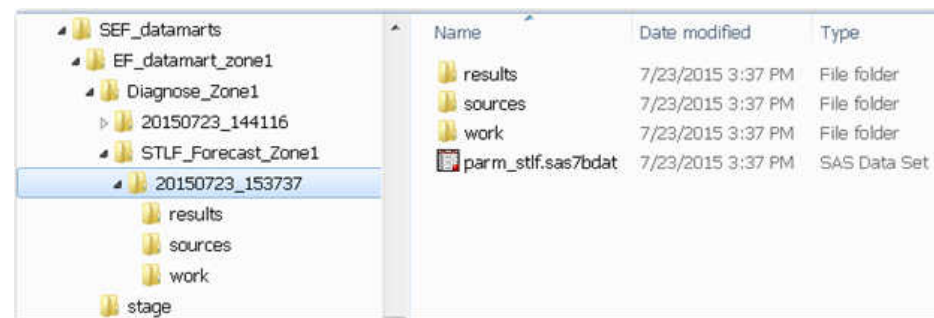 SEF_datamarts
EF_datamart_zone1
Diagnose_Zone1
20150723_144116
STLF_Forecast_Zone1
20150723_153737
results
sources
work
stage
Name Date modified Type
results 7/23/2015 3:37 PM File folder
sources 7/23/2015 3:37 PM File folder
work 7/23/2015 3:37 PM File folder
parm_stlf.sas7bdat 7/23/2015 3:37 PM SAS Data Set